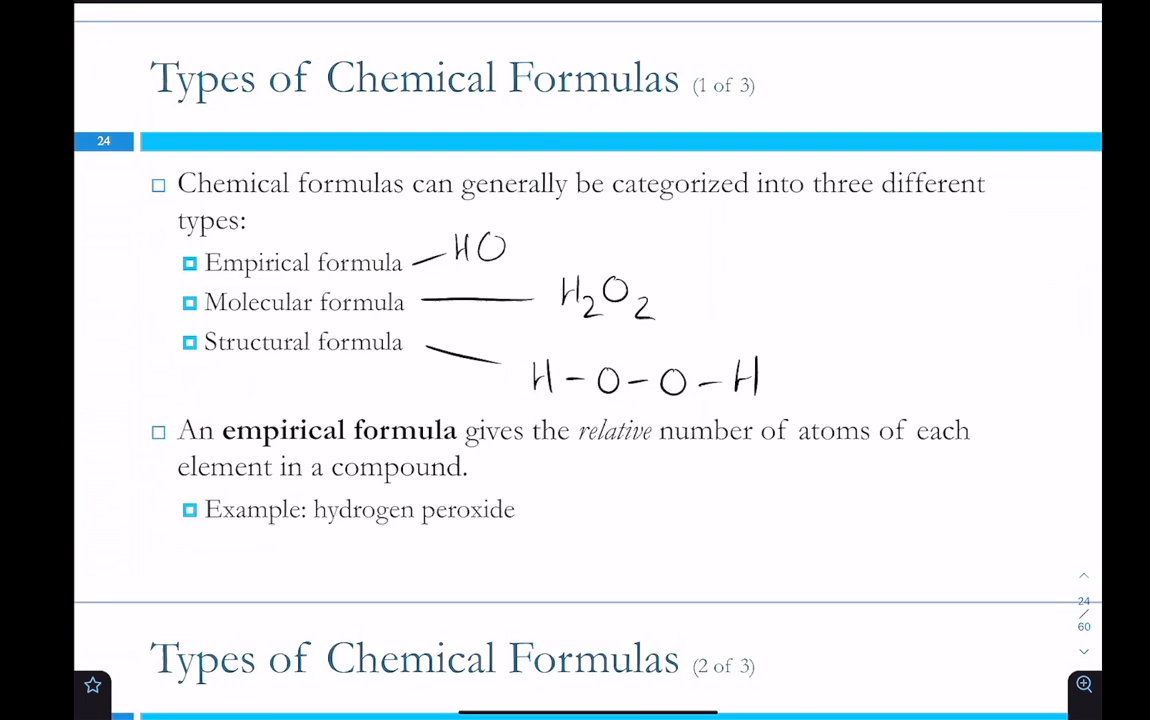 Types of Chemical Formulas (1 of 3)
24
Chemical formulas can generally be categorized into three different
types:
Empirical formula — HO
Molecular formula — H₂O₂
Structural formula — H-O-O-H
An empirical formula gives the relative number of atoms of each
element in a compound.
Example: hydrogen peroxide
24
/
60
Types of Chemical Formulas (2 of 3)